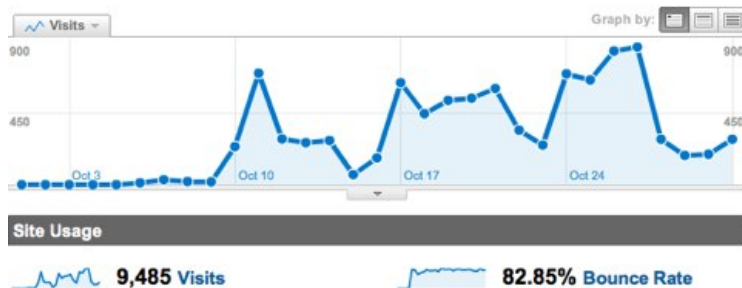 Visits
Graph by:
900 900
450 450
Oct 3 Oct 10 Oct 17 Oct 24
Site Usage
9,485 Visits 82.85% Bounce Rate